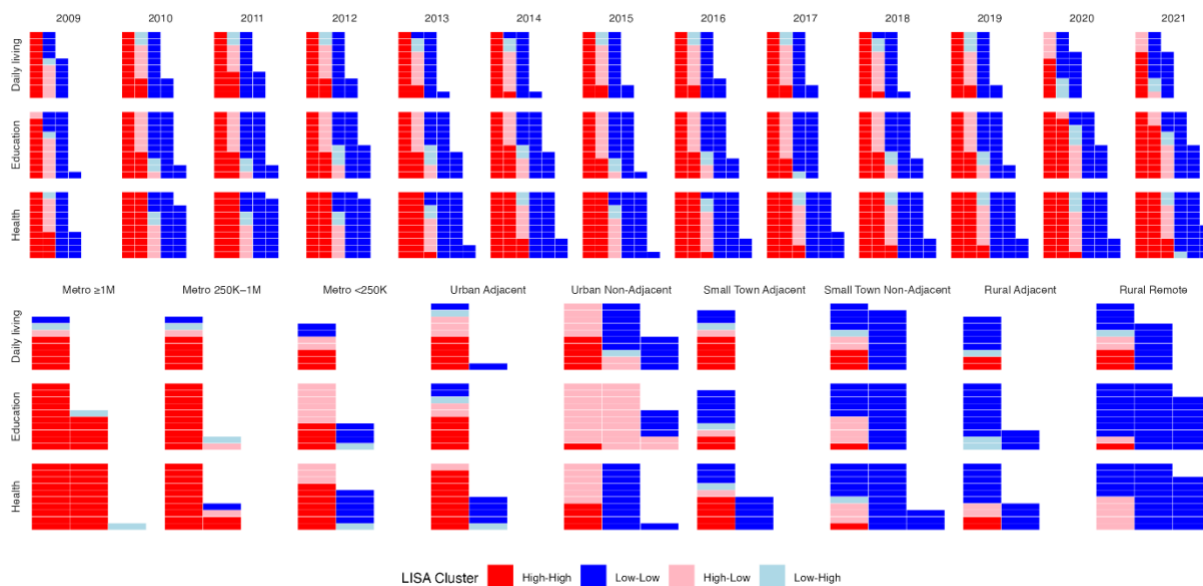 2009 2010 2011 2012 2013 2014 2015 2016 2017 2018 2019 2020 2021
Daily living
Education
Health
Metro ≥1M Metro 250K−1M Metro <250K Urban Adjacent Urban Non−Adjacent Small Town Adjacent Small Town Non−Adjacent Rural Adjacent Rural Remote
Daily living
Education
Health
LISA Cluster High−High Low−Low High−Low Low−High